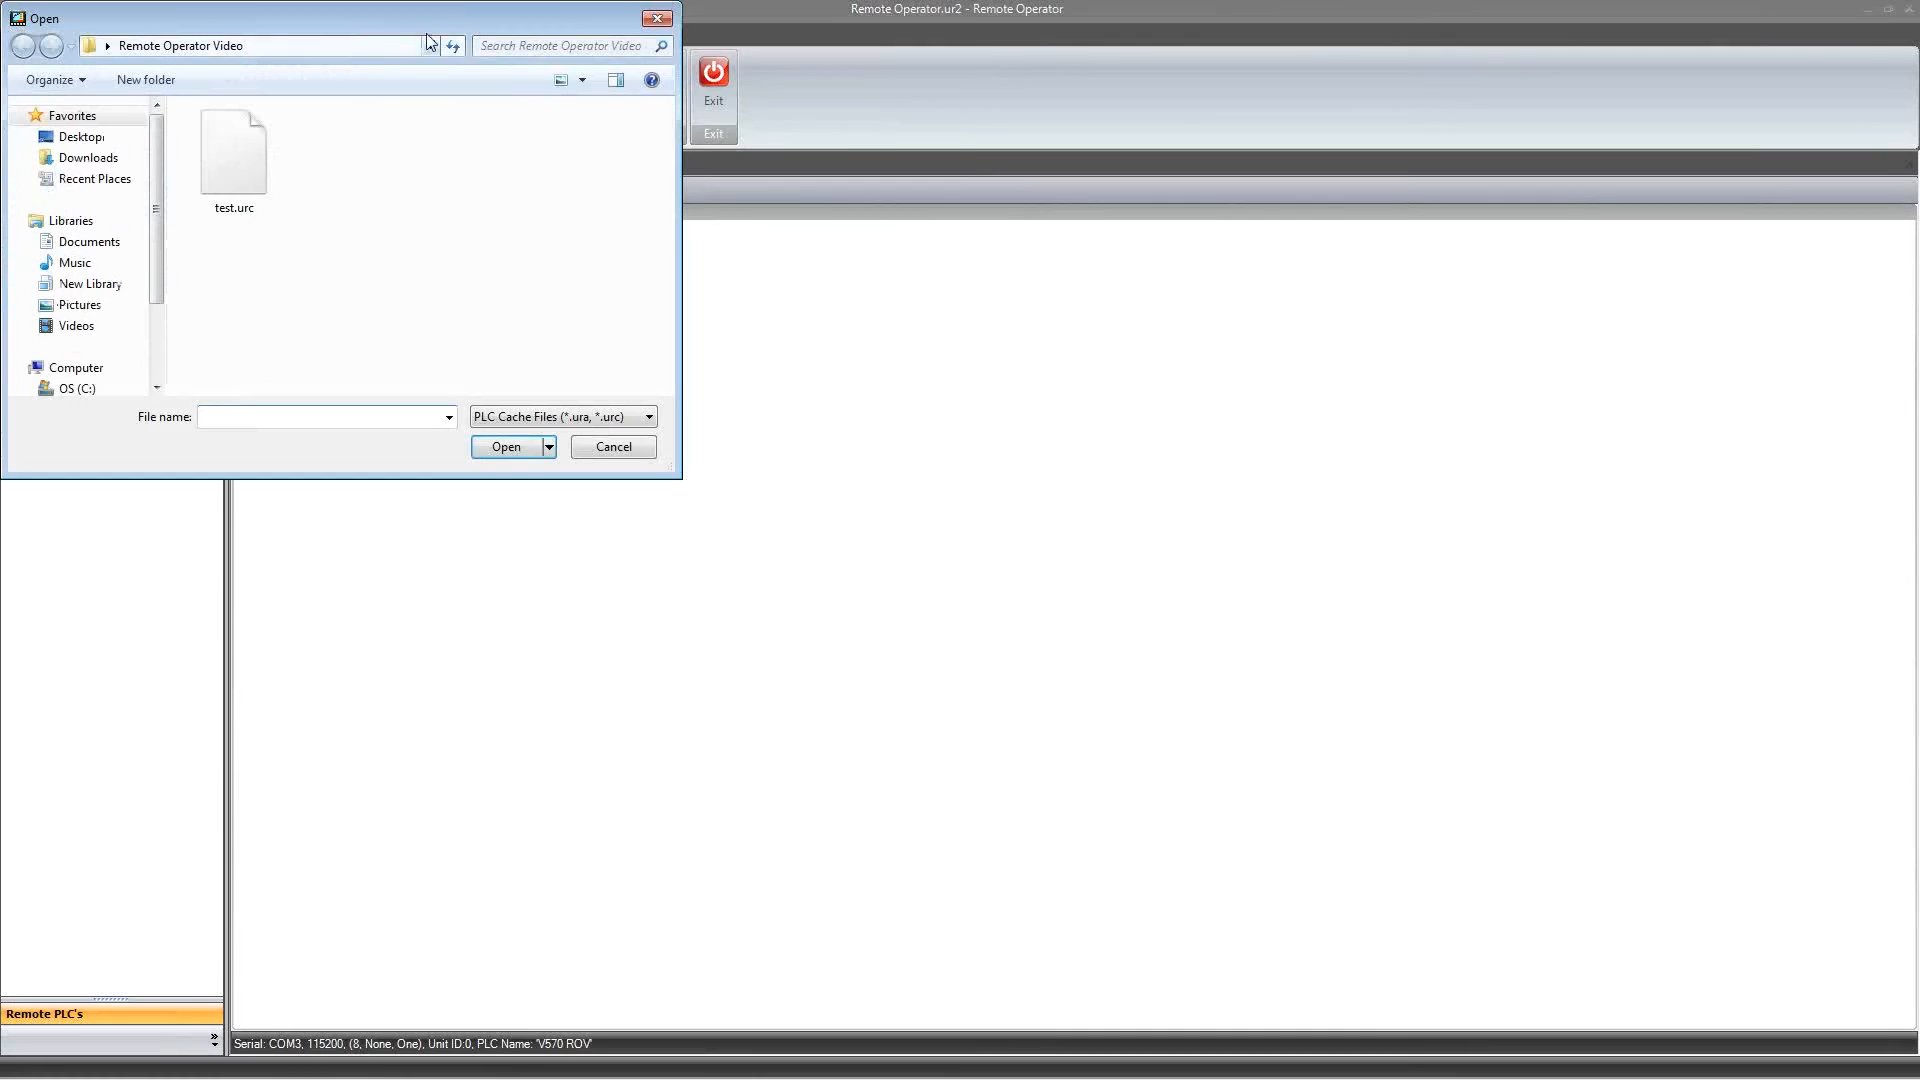 Open
Remote Operator.ur2 - Remote Operator
Remote Operator Video
Search Remote Operator Video
Organize
New folder
Exit
Exit
Favorites
Desktop
Downloads
Recent Places
Libraries
Documents
Music
New Library
Pictures
Videos
Computer
OS (C:)
test.urc
File name:
PLC Cache Files (*.ura, *.urc)
Open
Cancel
Remote PLC's
Serial: COM3, 115200, (8, None, One), Unit ID:0, PLC Name: 'V570 ROV'